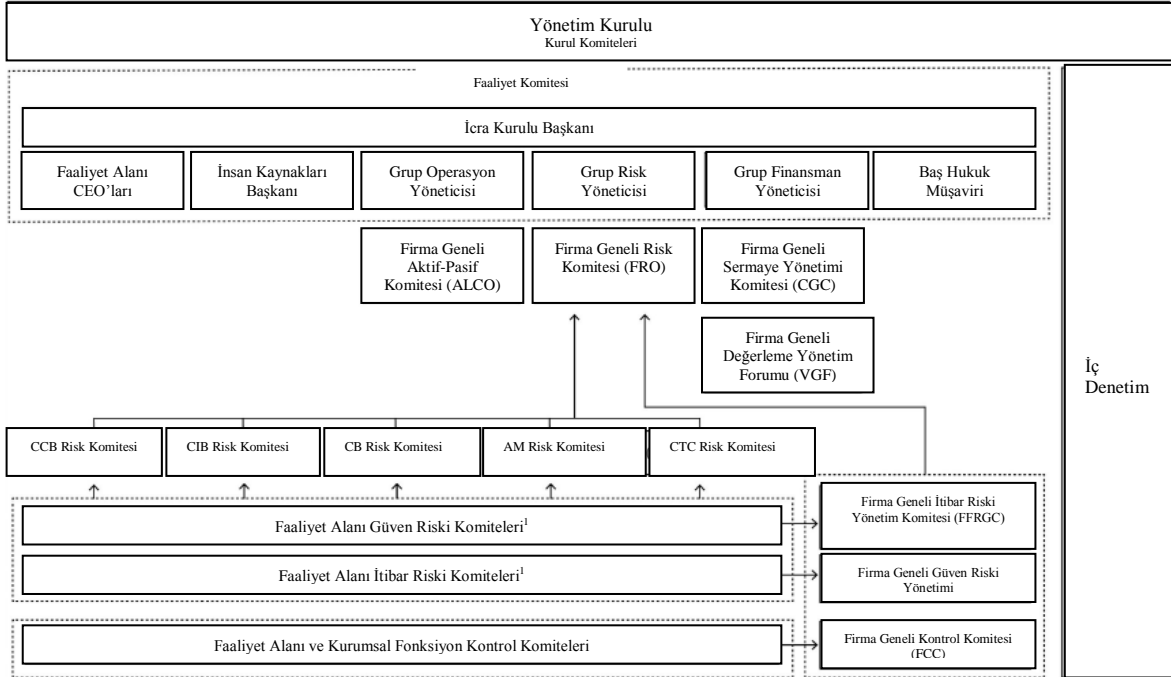 Yönetim Kurulu
Kurul Komiteleri
Faaliyet Komitesi
İcra Kurulu Başkanı
Faaliyet Alanı
CEO'ları
İnsan Kaynakları
Başkanı
Grup Operasyon
Yöneticisi
Grup Risk
Yöneticisi
Grup Finansman
Yöneticisi
Baş Hukuk
Müşaviri
Firma Geneli
Aktif-Pasif
Komitesi (ALCO)
Firma Geneli Risk
Komitesi (FRO)
Firma Geneli
Sermaye Yönetimi
Komitesi (CGC)
Firma Geneli
Değerleme Yönetim
Forumu (VGF)
İç
Denetim
CCB Risk Komitesi
CIB Risk Komitesi
CB Risk Komitesi
AM Risk Komitesi
CTC Risk Komitesi
Faaliyet Alanı Güven Riski Komiteleri¹
Firma Geneli İtibar Riski
Yönetim Komitesi (FFRGC)
Faaliyet Alanı İtibar Riski Komiteleri¹
Firma Geneli Güven Riski
Yönetimi
Faaliyet Alanı ve Kurumsal Fonksiyon Kontrol Komiteleri
Firma Geneli Kontrol Komitesi
(FCC)